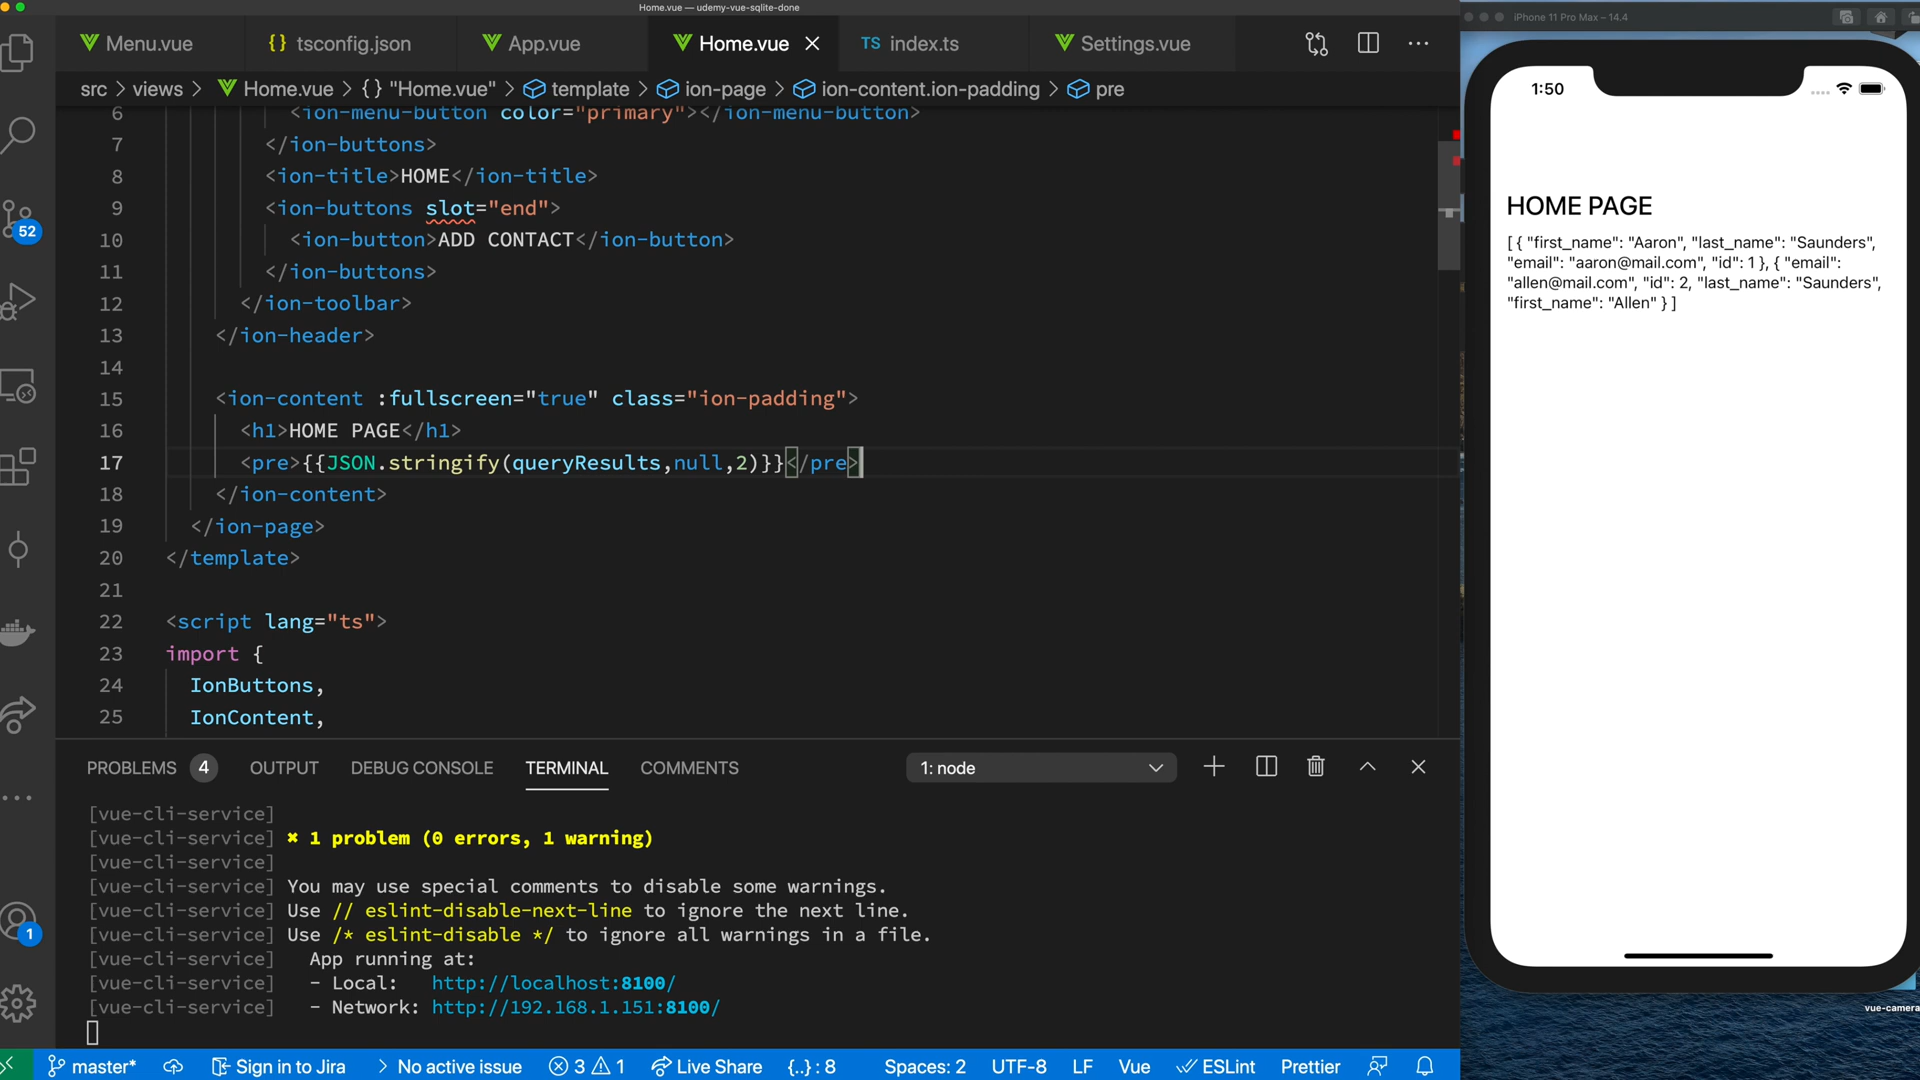 Home.vue — udemy-vue-sqlite-done
Menu.vue
{} tsconfig.json
App.vue
Home.vue
TS index.ts
Settings.vue
src > views > Home.vue > {} "Home.vue" > template > ion-page > ion-content.ion-padding > pre
6 <ion-menu-button color="primary"></ion-menu-button>
7 </ion-buttons>
8 <ion-title>HOME</ion-title>
9 <ion-buttons slot="end">
10 <ion-button>ADD CONTACT</ion-button>
11 </ion-buttons>
12 </ion-toolbar>
13 </ion-header>
14
15 <ion-content :fullscreen="true" class="ion-padding">
16 <h1>HOME PAGE</h1>
17 <pre>{{JSON.stringify(queryResults,null,2)}}</pre>
18 </ion-content>
19 </ion-page>
20 </template>
21
22 <script lang="ts">
23 import {
24 IonButtons,
25 IonContent,
52
1
PROBLEMS 4 OUTPUT DEBUG CONSOLE TERMINAL COMMENTS
1: node
[vue-cli-service]
[vue-cli-service] ✖ 1 problem (0 errors, 1 warning)
[vue-cli-service]
[vue-cli-service] You may use special comments to disable some warnings.
[vue-cli-service] Use // eslint-disable-next-line to ignore the next line.
[vue-cli-service] Use /* eslint-disable */ to ignore all warnings in a file.
[vue-cli-service] App running at:
[vue-cli-service] - Local: http://localhost:8100/
[vue-cli-service] - Network: http://192.168.1.151:8100/
master* Sign in to Jira > No active issue 3 1 Live Share {..} : 8 Spaces: 2 UTF-8 LF Vue ESLint Prettier
iPhone 11 Pro Max – 14.4
1:50
HOME PAGE
[ { "first_name": "Aaron", "last_name": "Saunders",
"email": "aaron@mail.com", "id": 1 }, { "email":
"allen@mail.com", "id": 2, "last_name": "Saunders",
"first_name": "Allen" } ]
vue-camera